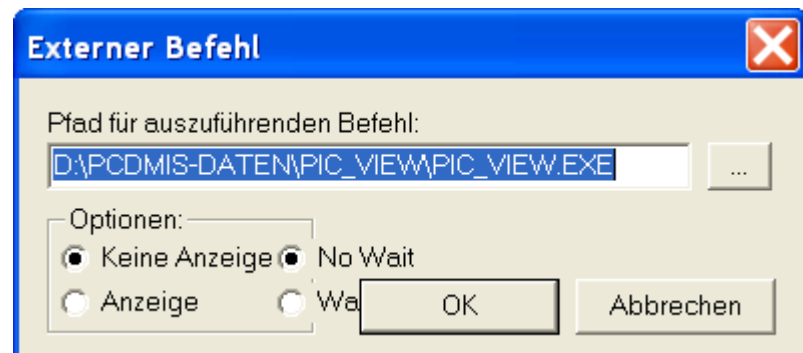 Externer Befehl
Pfad für auszuführenden Befehl:
D:\PCDMIS-DATEN\PIC_VIEW\PIC_VIEW.EXE
...
Optionen:
Keine Anzeige No Wait
Anzeige Wa OK Abbrechen